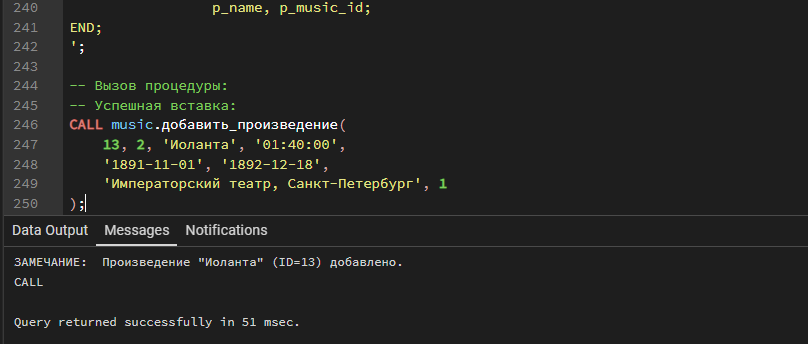 240 p_name, p_music_id;
241 END;
242 ';
243
244 -- Вызов процедуры:
245 -- Успешная вставка:
246 CALL music.добавить_произведение(
247 13, 2, 'Иоланта', '01:40:00',
248 '1891-11-01', '1892-12-18',
249 'Императорский театр, Санкт-Петербург', 1
250 );
Data Output Messages Notifications
ЗАМЕЧАНИЕ: Произведение "Иоланта" (ID=13) добавлено.
CALL
Query returned successfully in 51 msec.